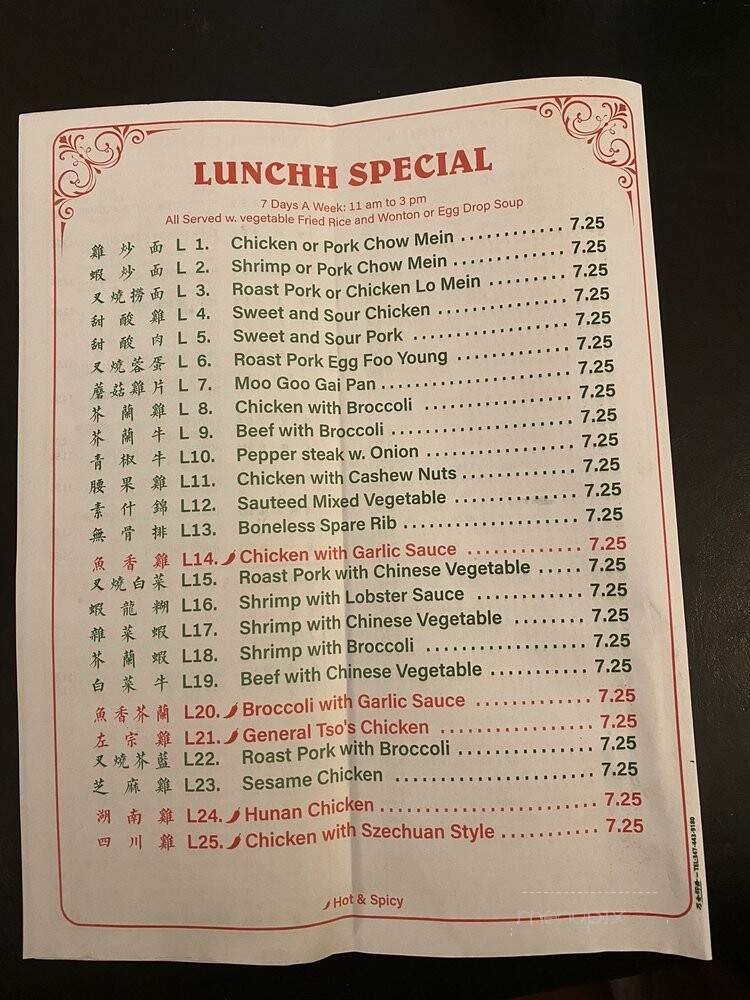 LUNCHH SPECIAL
7 Days A Week: 11 am to 3 pm
All Served w. vegetable Fried Rice and Wonton or Egg Drop Soup
雞炒面 L 1. Chicken or Pork Chow Mein ............ 7.25
蝦炒面 L 2. Shrimp or Pork Chow Mein ............ 7.25
叉燒撈面 L 3. Roast Pork or Chicken Lo Mein ......... 7.25
甜酸雞 L 4. Sweet and Sour Chicken ............... 7.25
甜酸肉 L 5. Sweet and Sour Pork .................. 7.25
叉燒蓉蛋 L 6. Roast Pork Egg Foo Young ............. 7.25
蘑菇雞片 L 7. Moo Goo Gai Pan ...................... 7.25
芥蘭雞 L 8. Chicken with Broccoli ................ 7.25
芥蘭牛 L 9. Beef with Broccoli ..................... 7.25
青椒牛 L10. Pepper steak w. Onion ................ 7.25
腰果雞 L11. Chicken with Cashew Nuts ............ 7.25
素什錦 L12. Sauteed Mixed Vegetable ............. 7.25
無骨排 L13. Boneless Spare Rib ................... 7.25
魚香雞 L14. Chicken with Garlic Sauce ............ 7.25
叉燒白菜 L15. Roast Pork with Chinese Vegetable ..... 7.25
蝦龍糊 L16. Shrimp with Lobster Sauce ............ 7.25
雜菜蝦 L17. Shrimp with Chinese Vegetable ........ 7.25
芥蘭蝦 L18. Shrimp with Broccoli ................. 7.25
白菜牛 L19. Beef with Chinese Vegetable .......... 7.25
魚香芥蘭 L20. Broccoli with Garlic Sauce ............. 7.25
左宗雞 L21. General Tso's Chicken ................ 7.25
叉燒芥藍 L22. Roast Pork with Broccoli .............. 7.25
芝麻雞 L23. Sesame Chicken ...................... 7.25
湖南雞 L24. Hunan Chicken ....................... 7.25
四川雞 L25. Chicken with Szechuan Style .......... 7.25
Hot & Spicy
TEL:347-443-9180